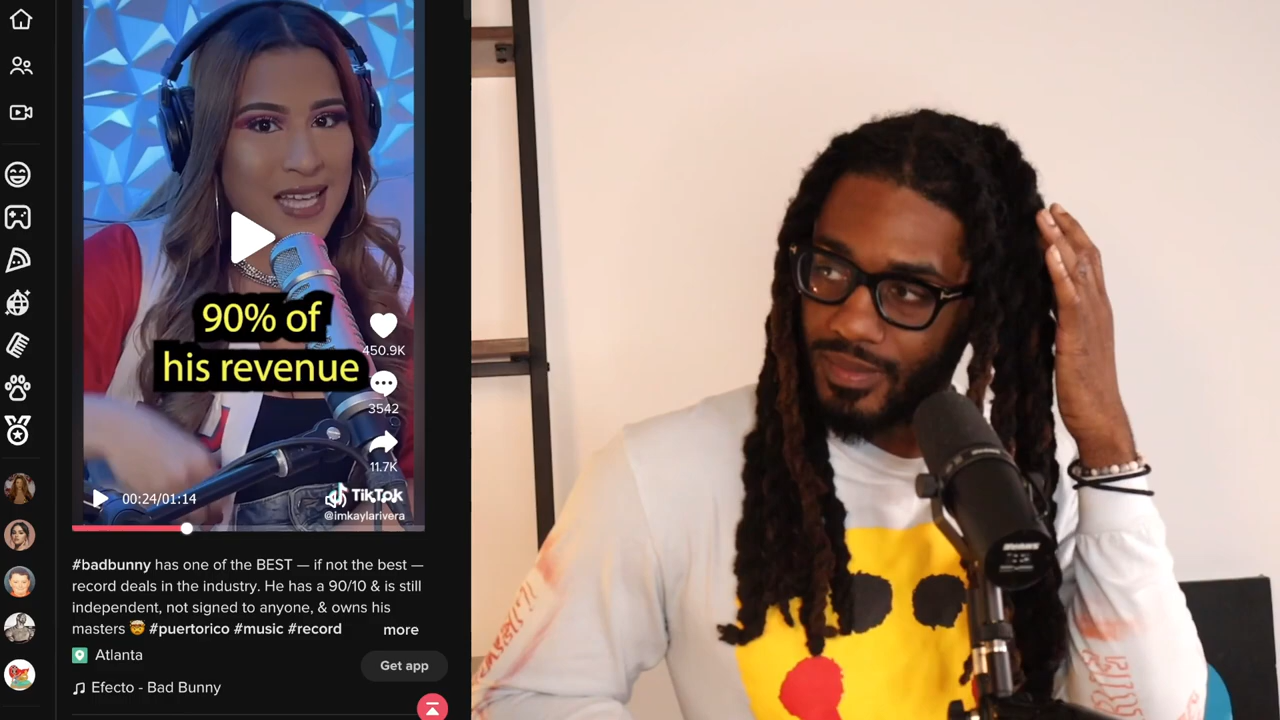 90% of
his revenue
450.9K
3542
11.7K
00:24/01:14
TikTok
@imkaylarivera
#badbunny has one of the BEST — if not the best —
record deals in the industry. He has a 90/10 & is still
independent, not signed to anyone, & owns his
masters 🤯 #puertorico #music #record more
Atlanta
Get app
Efecto - Bad Bunny